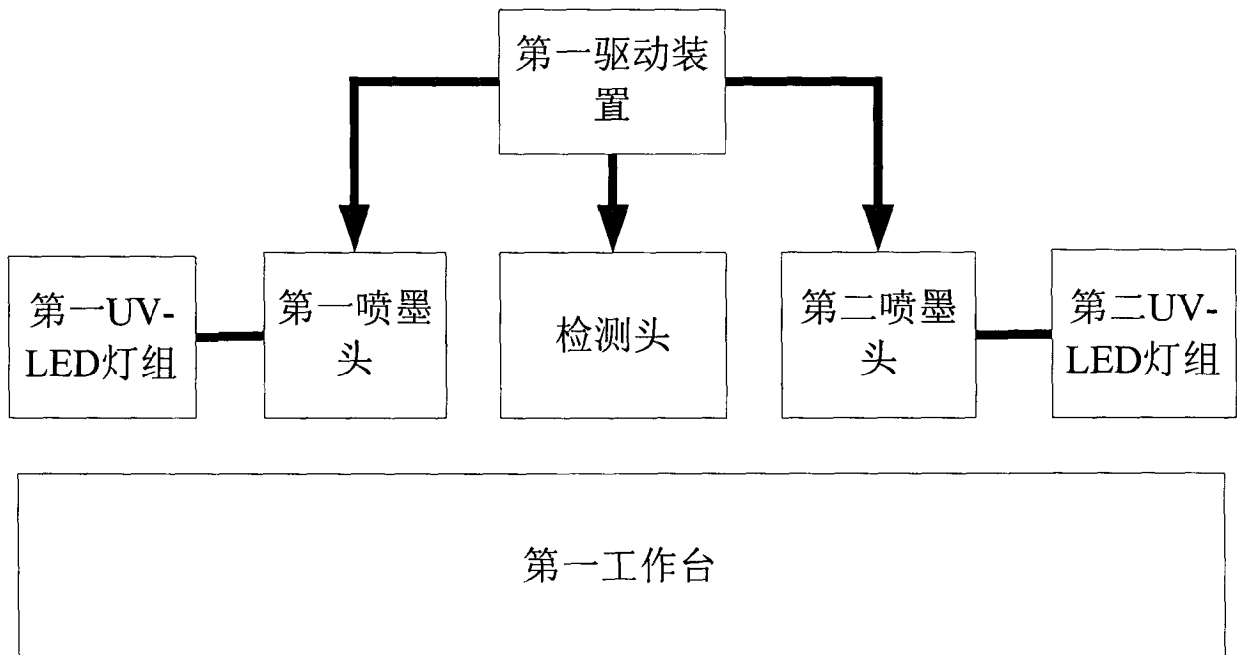 第一驱动装
置
第一UV-
LED灯组
第一喷墨
头
检测头
第二喷墨
头
第二UV-
LED灯组
第一工作台